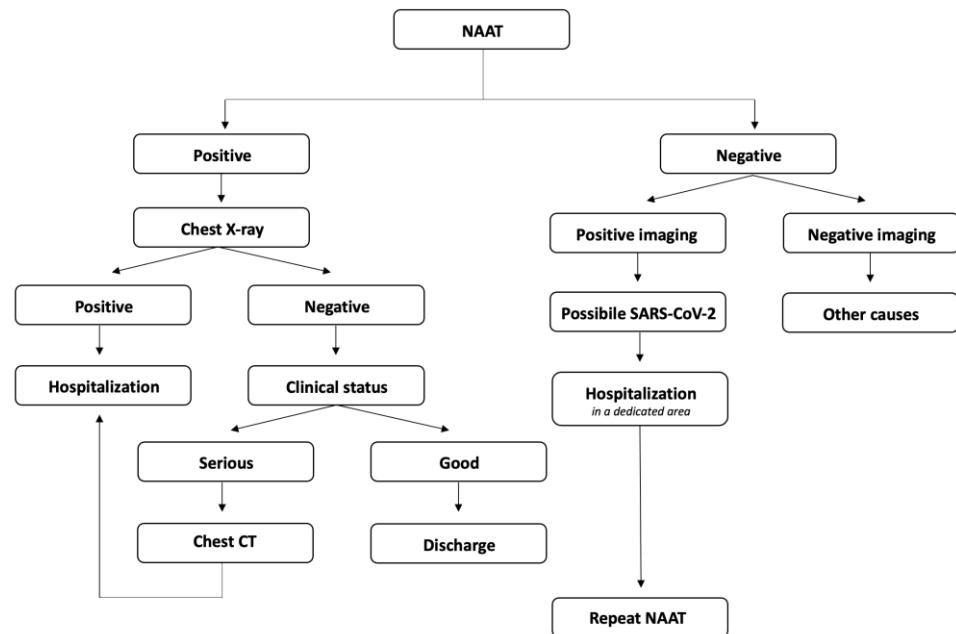 NAAT
Positive
Negative
Chest X-ray
Positive imaging
Negative imaging
Positive
Negative
Possibile SARS-CoV-2
Other causes
Hospitalization
Clinical status
Hospitalization
in a dedicated area
Serious
Good
Chest CT
Discharge
Repeat NAAT